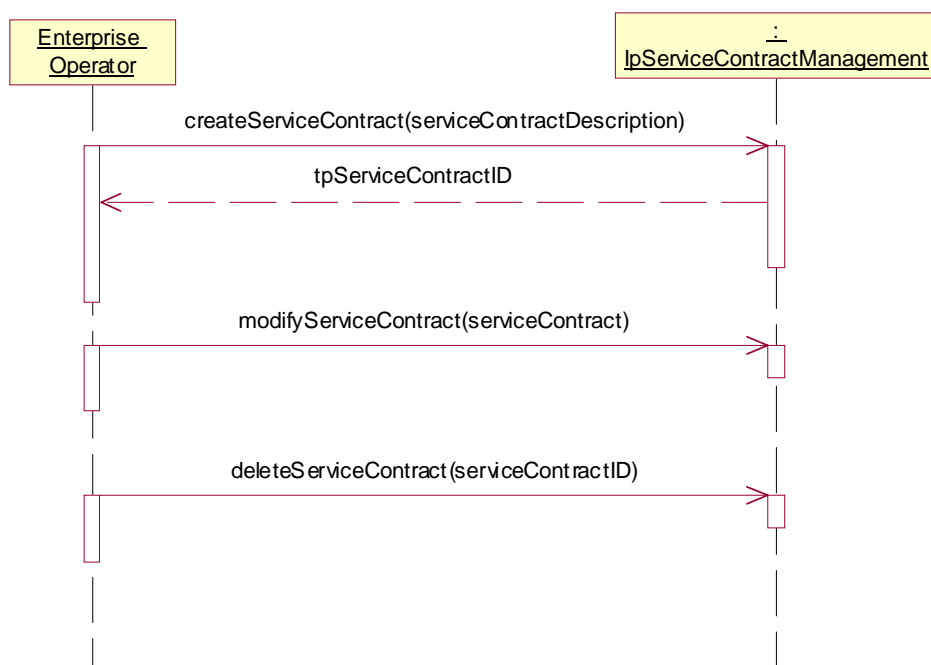 Enterprise
Operator
:
IpServiceContractManagement
createServiceContract(serviceContractDescription)
tpServiceContractID
modifyServiceContract(serviceContract)
deleteServiceContract(serviceContractID)